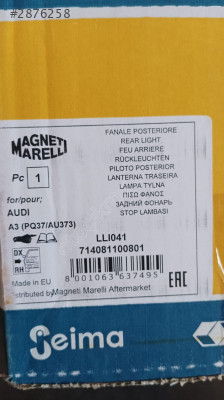 #2876258
MAGNETI
MARELLI
Pc 1
FANALE POSTERIORE
REAR LIGHT
FEU ARRIERE
RÜCKLEUCHTEN
PILOTO POSTERIOR
LANTERNA TRASEIRA
LAMPA TYLNA
ΠΙΣΩ ΦΑΝΟΣ
ЗАДНИЙ ФОНАРЬ
STOP LAMBASI
for/pour:
AUDI
A3 (PQ37/AU373)
LLI041
714081100801
DX
RH
8 001063 637495
EAC
Made in EU
Distributed by Magneti Marelli Aftermarket
Seima